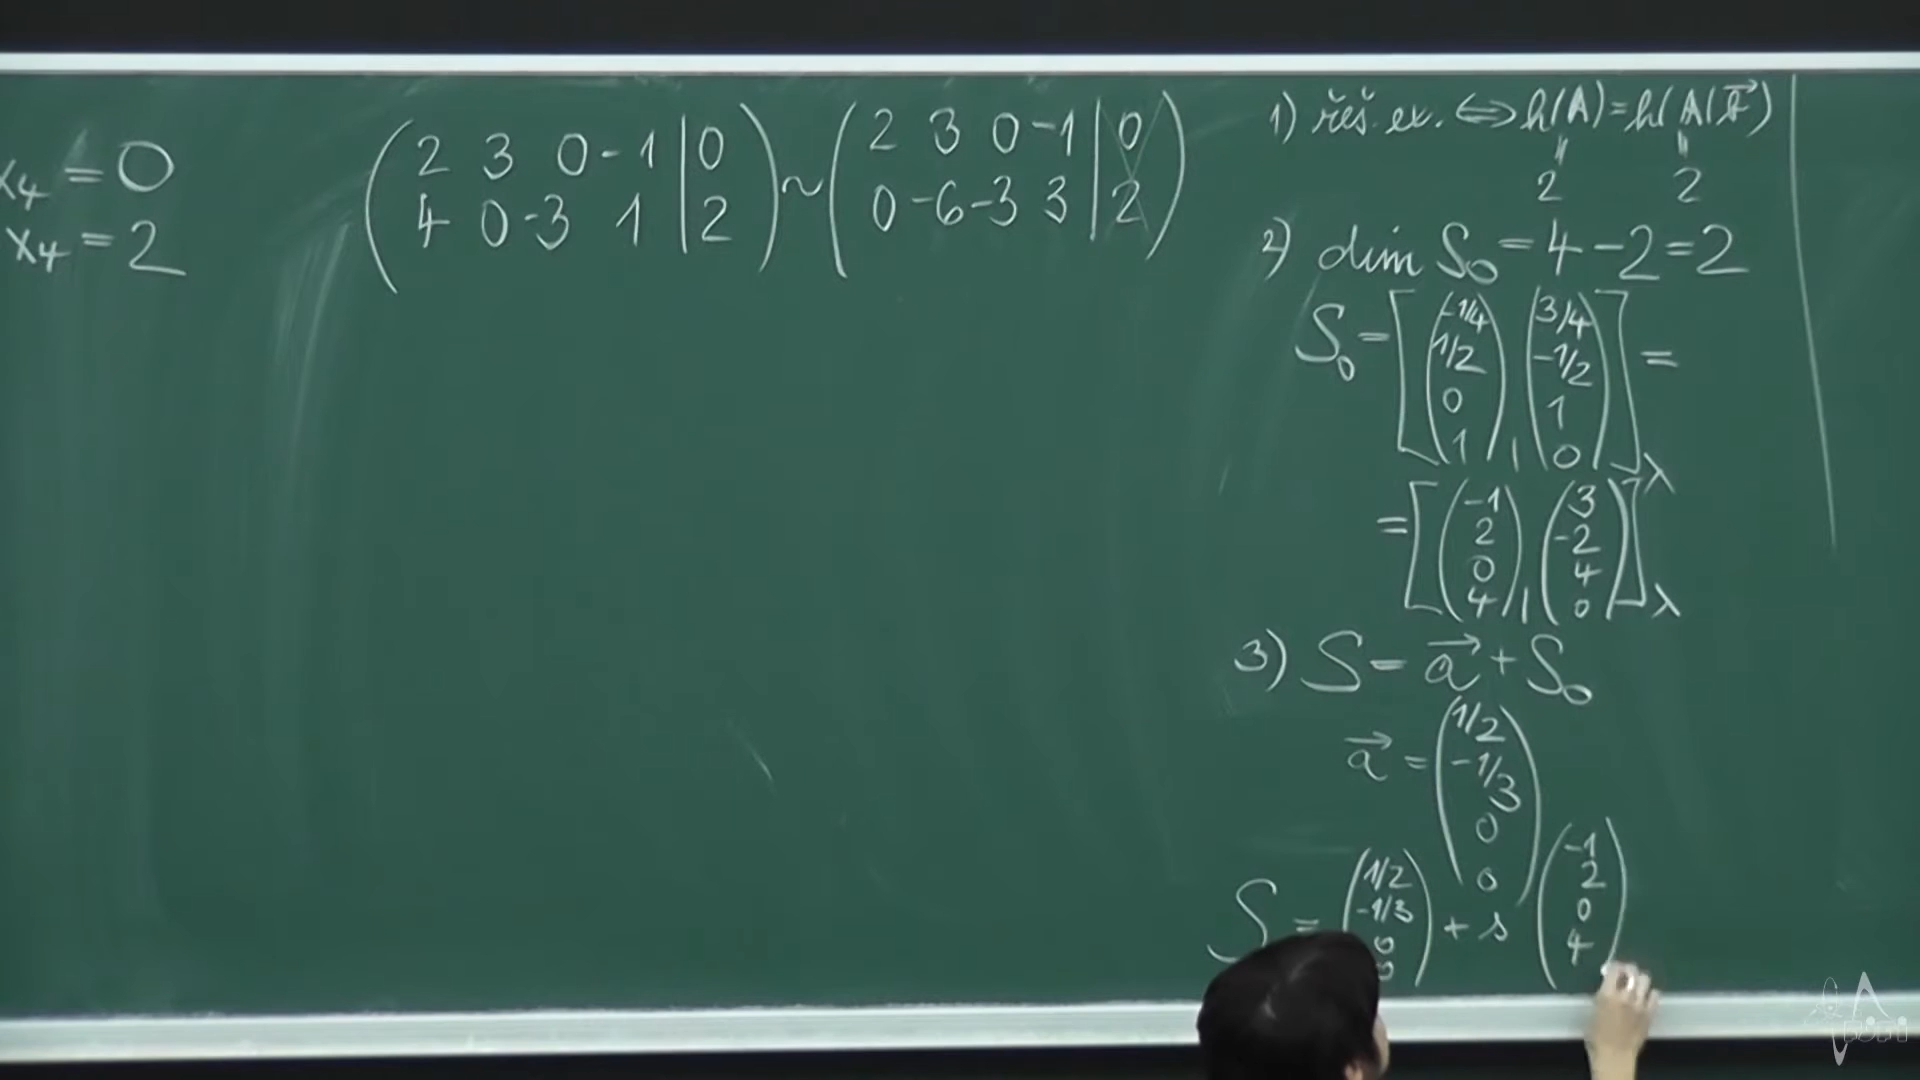 x₄ = 0
x₄ = 2
( 2 3 0 -1 | 0 ) ~ ( 2 3 0 -1 | 0 )
( 4 0 -3 1 | 2 ) ( 0 -6 -3 3 | 2 )
1) řeš. ex. ⇔ h(A) = h(A|b⃗)
2 2
2) dim S₀ = 4 - 2 = 2
S₀ = [ (-1/4, 1/2, 0, 1), (3/4, -1/2, 1, 0) ]λ =
= [ (-1, 2, 0, 4), (3, -2, 4, 0) ]λ
3) S = a⃗ + S₀
a⃗ = (1/2, -1/3, 0, 0)
S = (1/2, -1/3, 0, 0) + s (-1, 2, 0, 4)